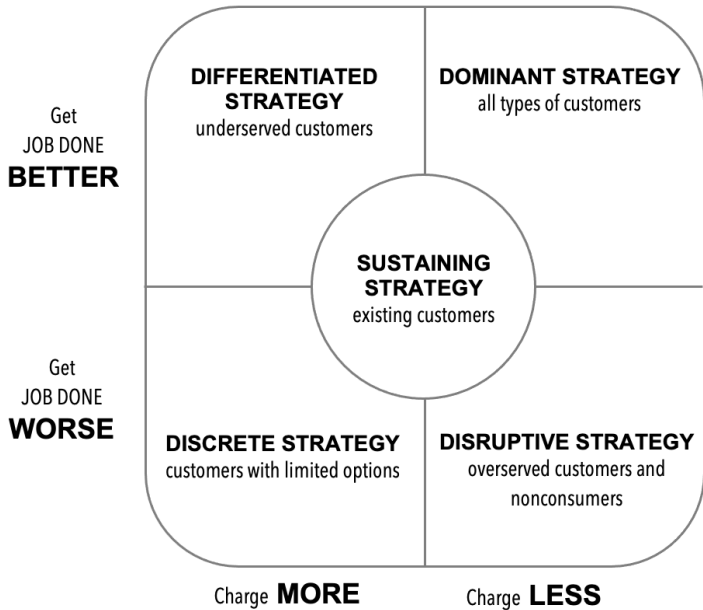 DIFFERENTIATED
STRATEGY
underserved customers
DOMINANT STRATEGY
all types of customers
Get
JOB DONE
BETTER
SUSTAINING
STRATEGY
existing customers
Get
JOB DONE
WORSE
DISCRETE STRATEGY
customers with limited options
DISRUPTIVE STRATEGY
overserved customers and
nonconsumers
Charge MORE
Charge LESS